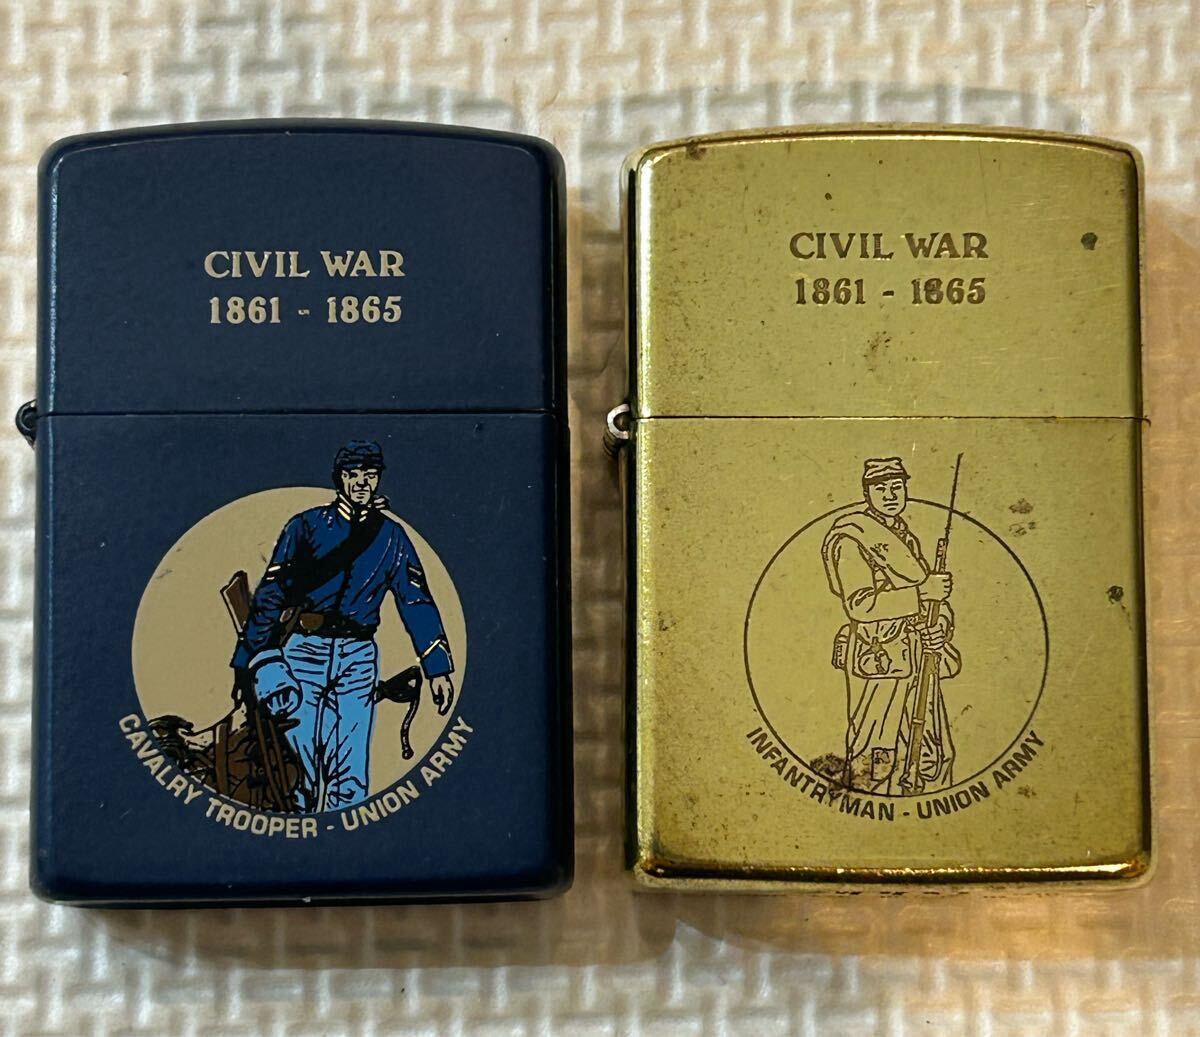 CIVIL WAR
1861 - 1865
CAVALRY TROOPER - UNION ARMY
CIVIL WAR
1861 - 1865
INFANTRYMAN - UNION ARMY